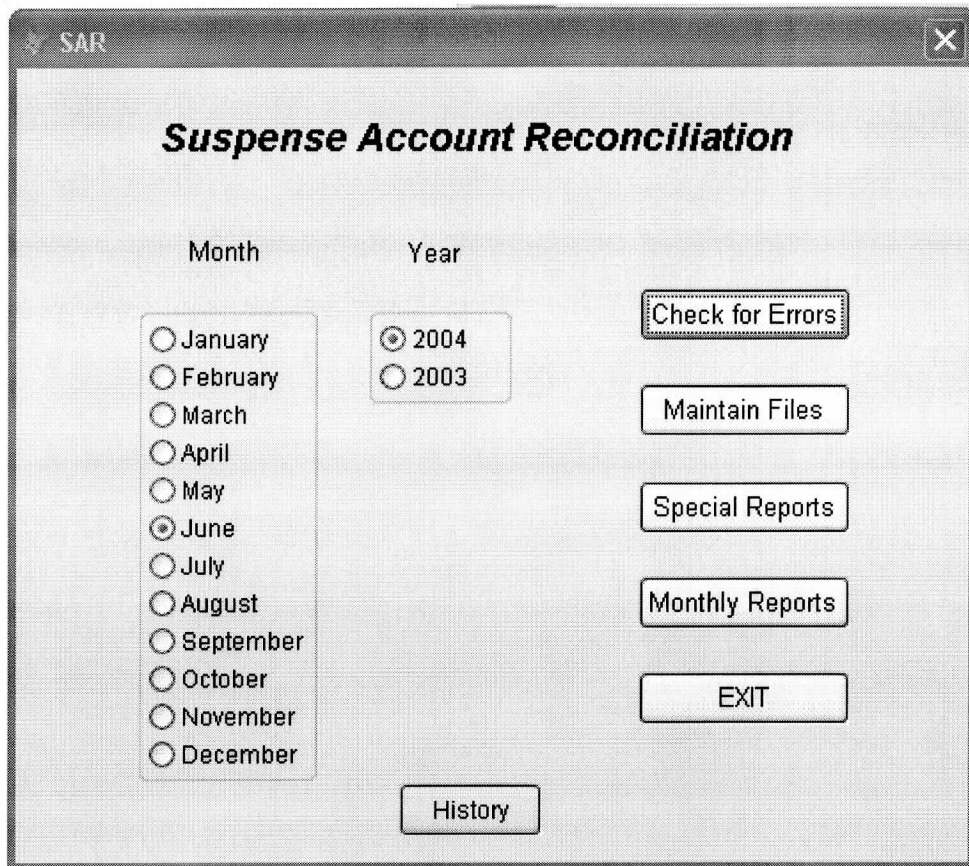 SAR
Suspense Account Reconciliation
Month
Year
January
February
March
April
May
June
July
August
September
October
November
December
2004
2003
Check for Errors
Maintain Files
Special Reports
Monthly Reports
EXIT
History